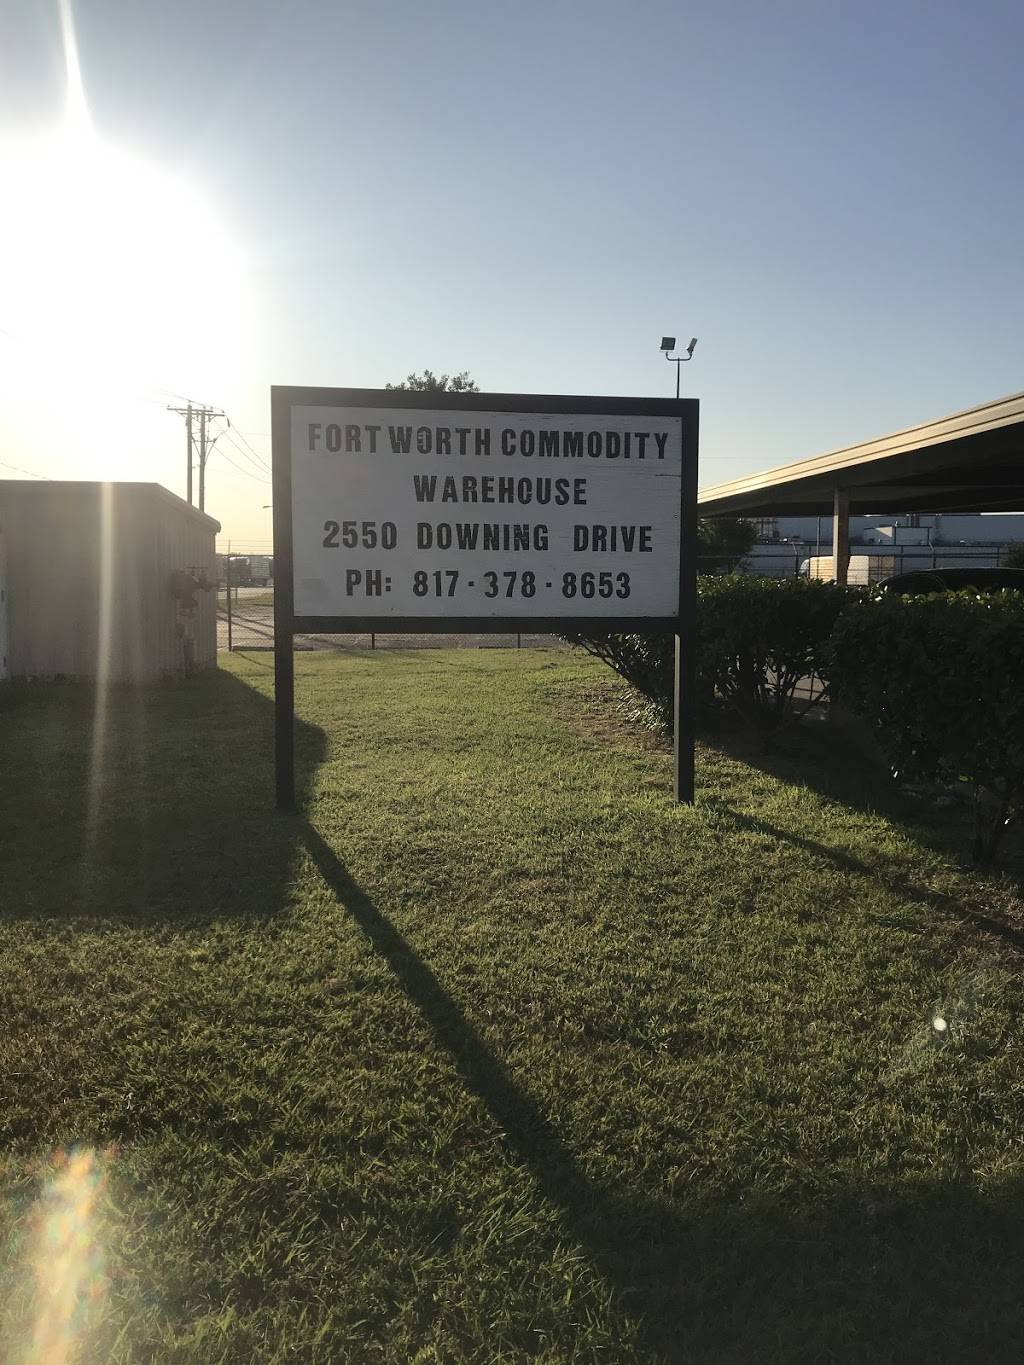 FORT WORTH COMMODITY
WAREHOUSE
2550 DOWNING DRIVE
PH: 817-378-8653